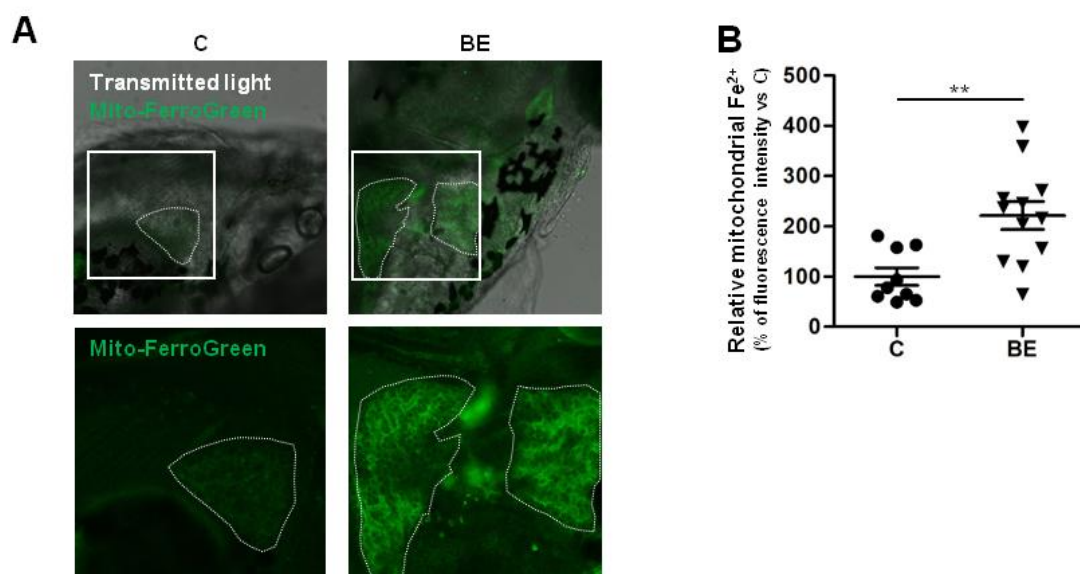 A
C
BE
Transmitted light
Mito-FerroGreen
Mito-FerroGreen
B
Relative mitochondrial Fe²⁺
(% of fluorescence intensity vs C)
500
400
300
200
100
0
**
C
BE